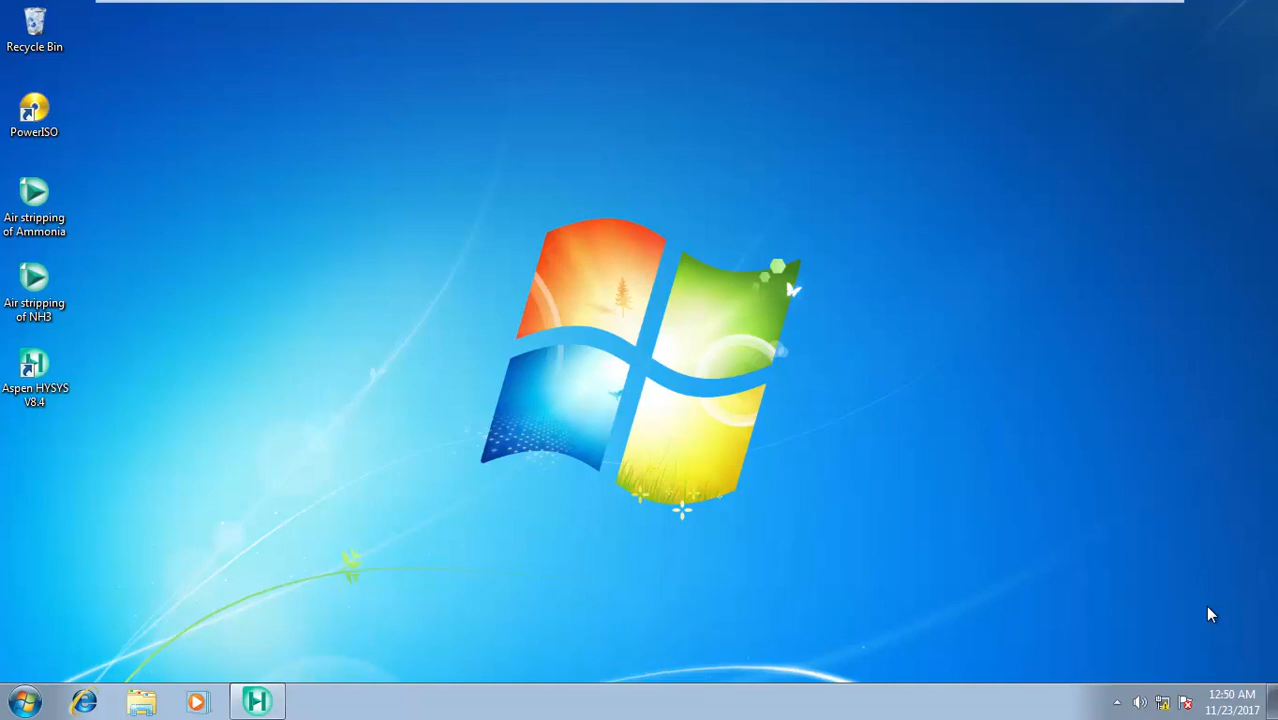 Recycle Bin
PowerISO
Air stripping
of Ammonia
Air stripping
of NH3
Aspen HYSYS
V8.4
12:50 AM
11/23/2017